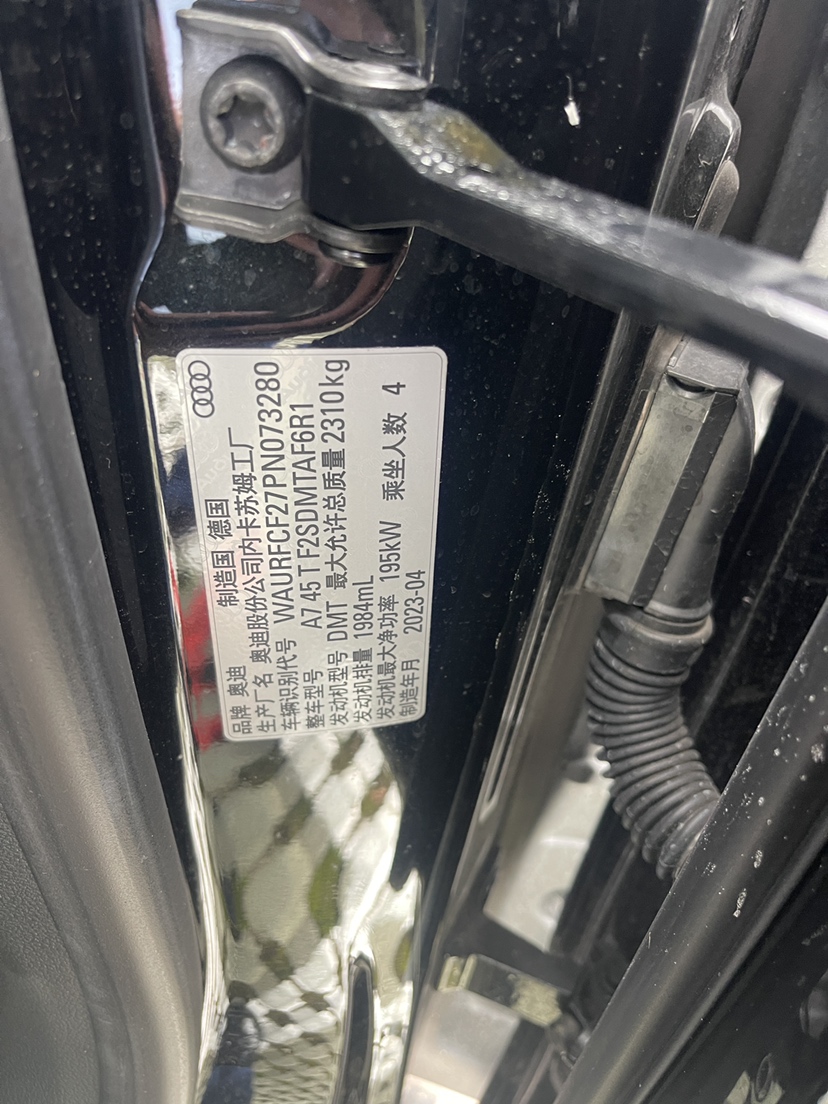 品牌 奥迪 制造国 德国
生产厂名 奥迪股份公司内卡苏姆工厂
车辆识别代号 WAURFCF27PN073280
整车型号 A7 45 T F2SDMTAF6R1
发动机型号 DMT 最大允许总质量 2310kg
发动机排量 1984mL
发动机最大净功率 195kW 乘坐人数 4
制造年月 2023-04